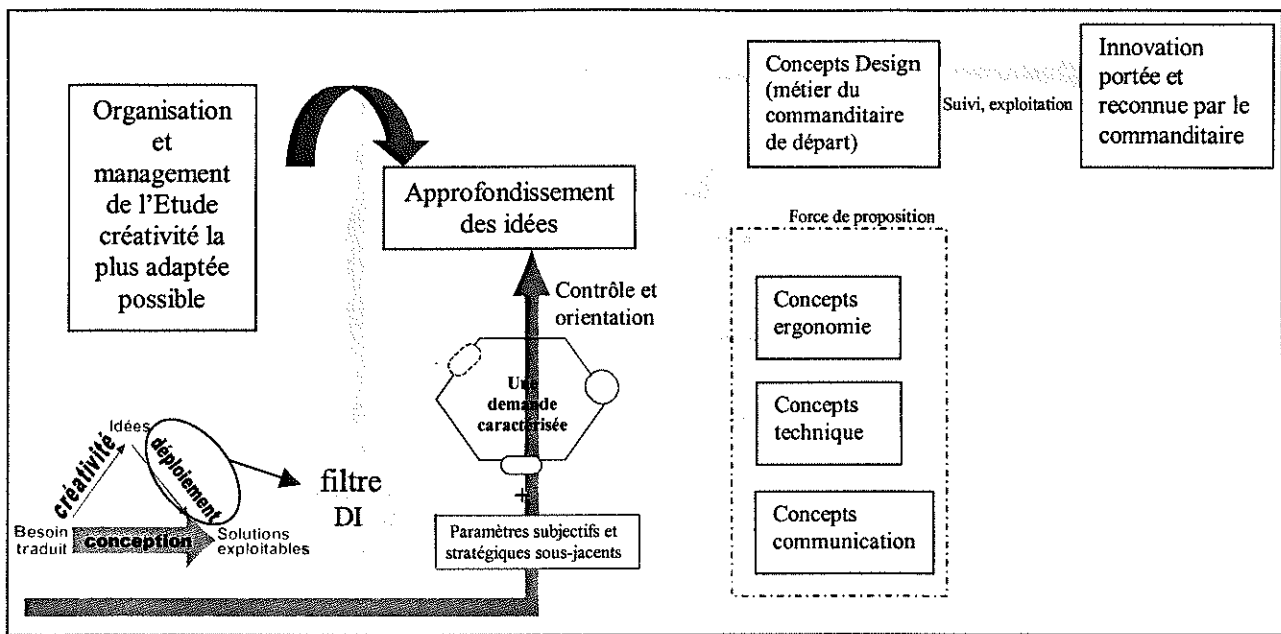 Organisation
et
management
de l'Etude
créativité la
plus adaptée
possible
Approfondissement
des idées
Contrôle et
orientation
Une
demande
caractérisée
+
Paramètres subjectifs et
stratégiques sous-jacents
créativité
Idées
déploiement
Besoin
traduit
conception
Solutions
exploitables
filtre
DI
Concepts Design
(métier du
commanditaire
de départ)
Suivi, exploitation
Innovation
portée et
reconnue par le
commanditaire
Force de proposition
Concepts
ergonomie
Concepts
technique
Concepts
communication